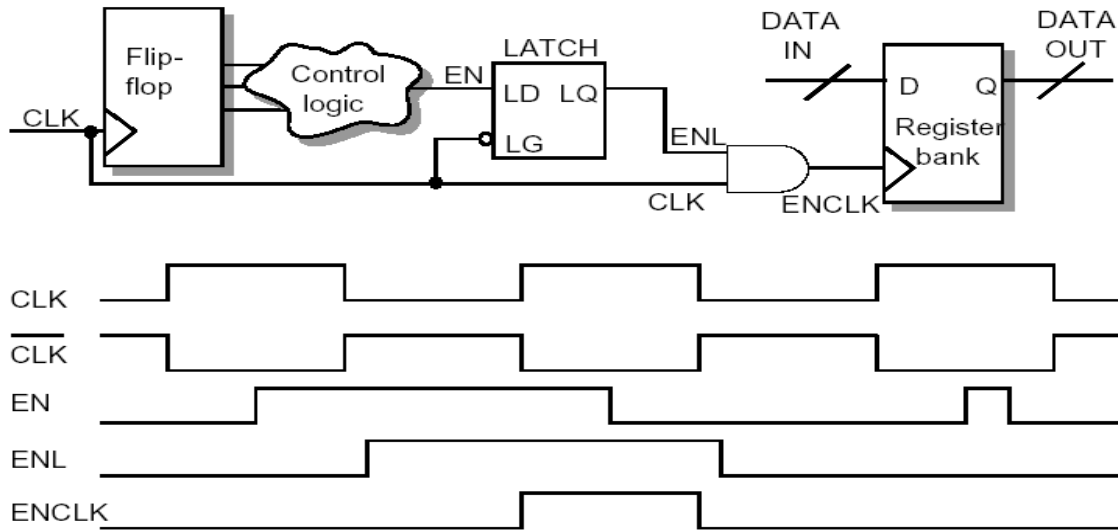 Flip-
flop
Control
logic
CLK
EN
LATCH
LD LQ
LG
ENL
CLK
ENCLK
DATA
IN
DATA
OUT
D Q
Register
bank
CLK
C̅L̅K̅
EN
ENL
ENCLK